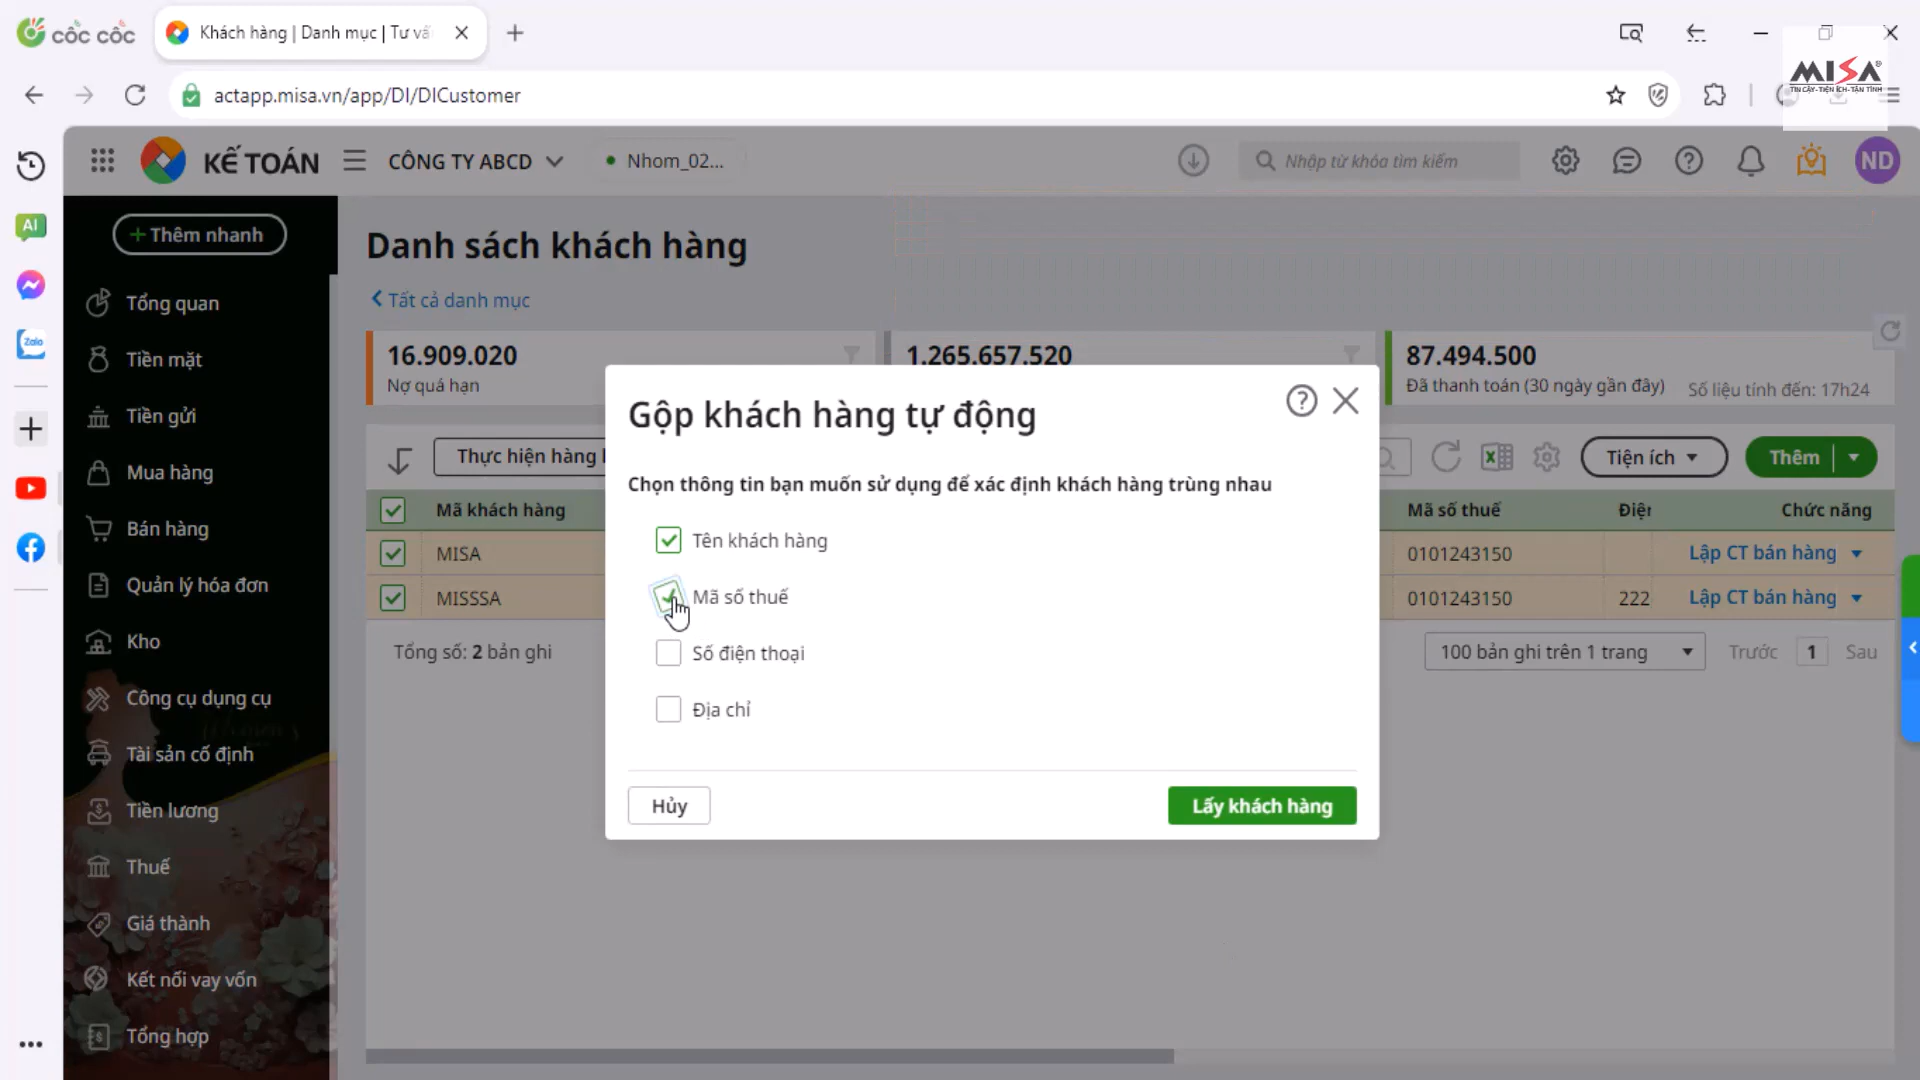 cốc cốc
Khách hàng | Danh mục | Tư vấ
actapp.misa.vn/app/DI/DICustomer
MISA®
TIN CẬY-TIỆN ÍCH-TẬN TÌNH
KẾ TOÁN
CÔNG TY ABCD
Nhom_02...
Nhập từ khóa tìm kiếm
ND
AI
Zalo
Thêm nhanh
Tổng quan
Tiền mặt
Tiền gửi
Mua hàng
Bán hàng
Quản lý hóa đơn
Kho
Công cụ dụng cụ
Tài sản cố định
Tiền lương
Thuế
Giá thành
Kết nối vay vốn
Tổng hợp
Danh sách khách hàng
Tất cả danh mục
16.909.020
Nợ quá hạn
1.265.657.520
87.494.500
Đã thanh toán (30 ngày gần đây)
Số liệu tính đến: 17h24
Thực hiện hàng l
Tiện ích
Thêm
Mã khách hàng
Mã số thuế
Điện
Chức năng
MISA
0101243150
Lập CT bán hàng
MISSSA
0101243150
222
Lập CT bán hàng
Tổng số: 2 bản ghi
100 bản ghi trên 1 trang
Trước
1
Sau
Gộp khách hàng tự động
Chọn thông tin bạn muốn sử dụng để xác định khách hàng trùng nhau
Tên khách hàng
Mã số thuế
Số điện thoại
Địa chỉ
Hủy
Lấy khách hàng